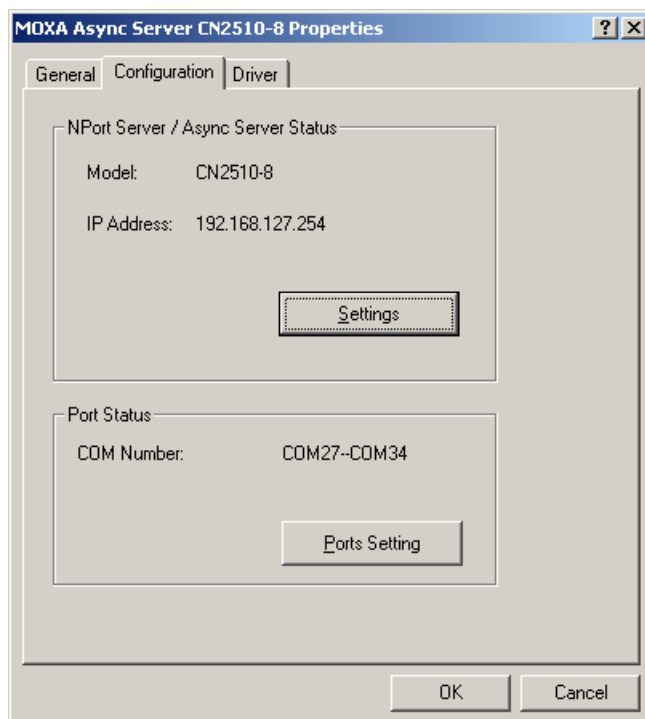 MOXA Async Server CN2510-8 Properties
General Configuration Driver
NPort Server / Async Server Status
Model: CN2510-8
IP Address: 192.168.127.254
Settings
Port Status
COM Number: COM27--COM34
Ports Setting
OK Cancel